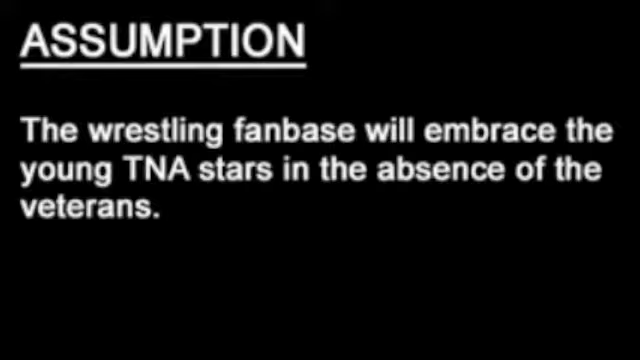 ASSUMPTION
The wrestling fanbase will embrace the
young TNA stars in the absence of the
veterans.